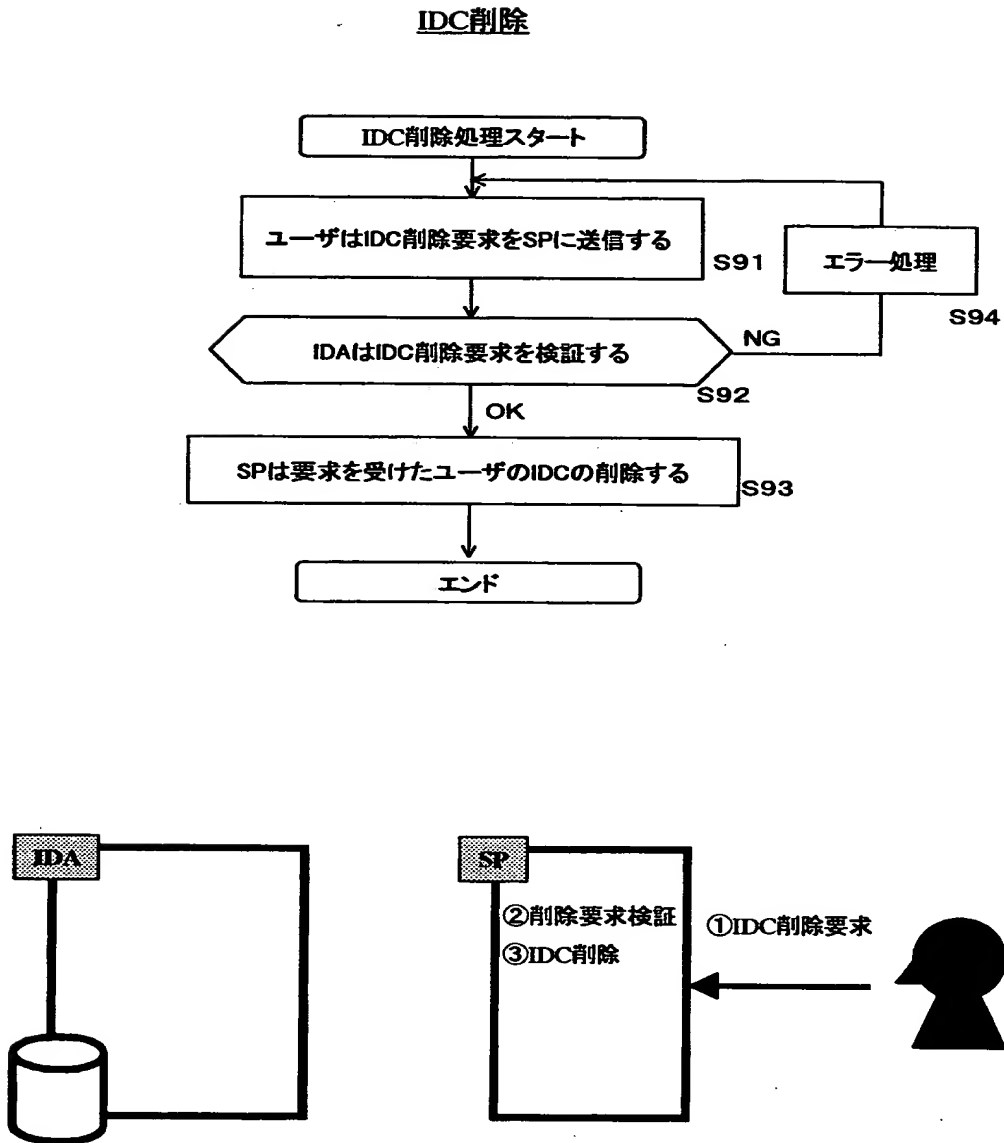 IDC削除
IDC削除処理スタート
ユーザはIDC削除要求をSPに送信する
S91
エラー処理
S94
IDAはIDC削除要求を検証する
NG
S92
OK
SPは要求を受けたユーザのIDCの削除する
S93
エンド
IDA
SP
②削除要求検証
③IDC削除
①IDC削除要求